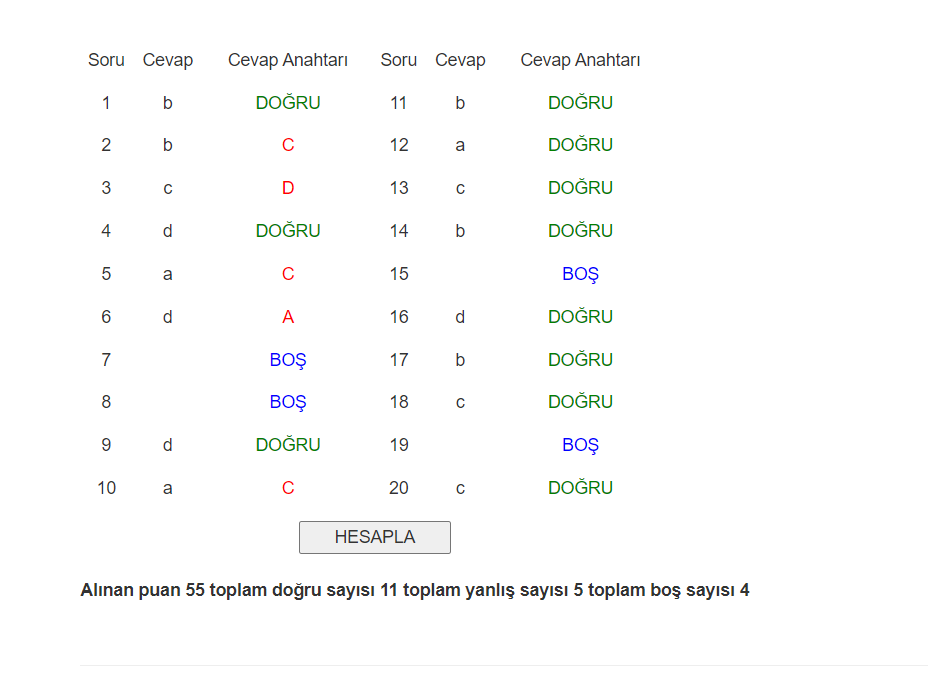 Soru Cevap Cevap Anahtarı Soru Cevap Cevap Anahtarı
1 b DOĞRU 11 b DOĞRU
2 b C 12 a DOĞRU
3 c D 13 c DOĞRU
4 d DOĞRU 14 b DOĞRU
5 a C 15 BOŞ
6 d A 16 d DOĞRU
7 BOŞ 17 b DOĞRU
8 BOŞ 18 c DOĞRU
9 d DOĞRU 19 BOŞ
10 a C 20 c DOĞRU
HESAPLA
Alınan puan 55 toplam doğru sayısı 11 toplam yanlış sayısı 5 toplam boş sayısı 4